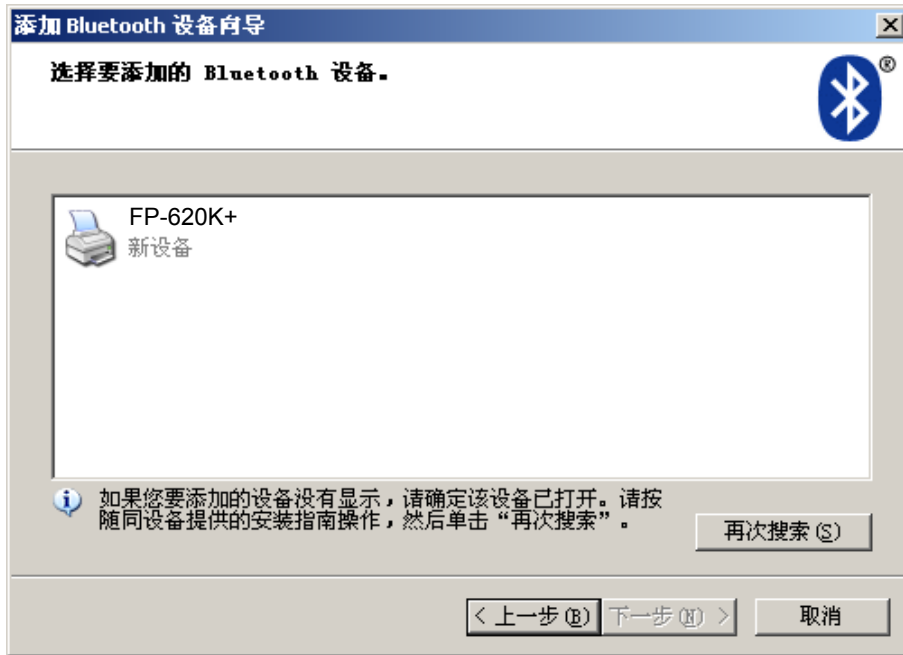 添加 Bluetooth 设备向导
选择要添加的 Bluetooth 设备。
®
FP-620K+
新设备
如果您要添加的设备没有显示，请确定该设备已打开。请按
随同设备提供的安装指南操作，然后单击“再次搜索”。
再次搜索(S)
< 上一步(B) 下一步(N) > 取消